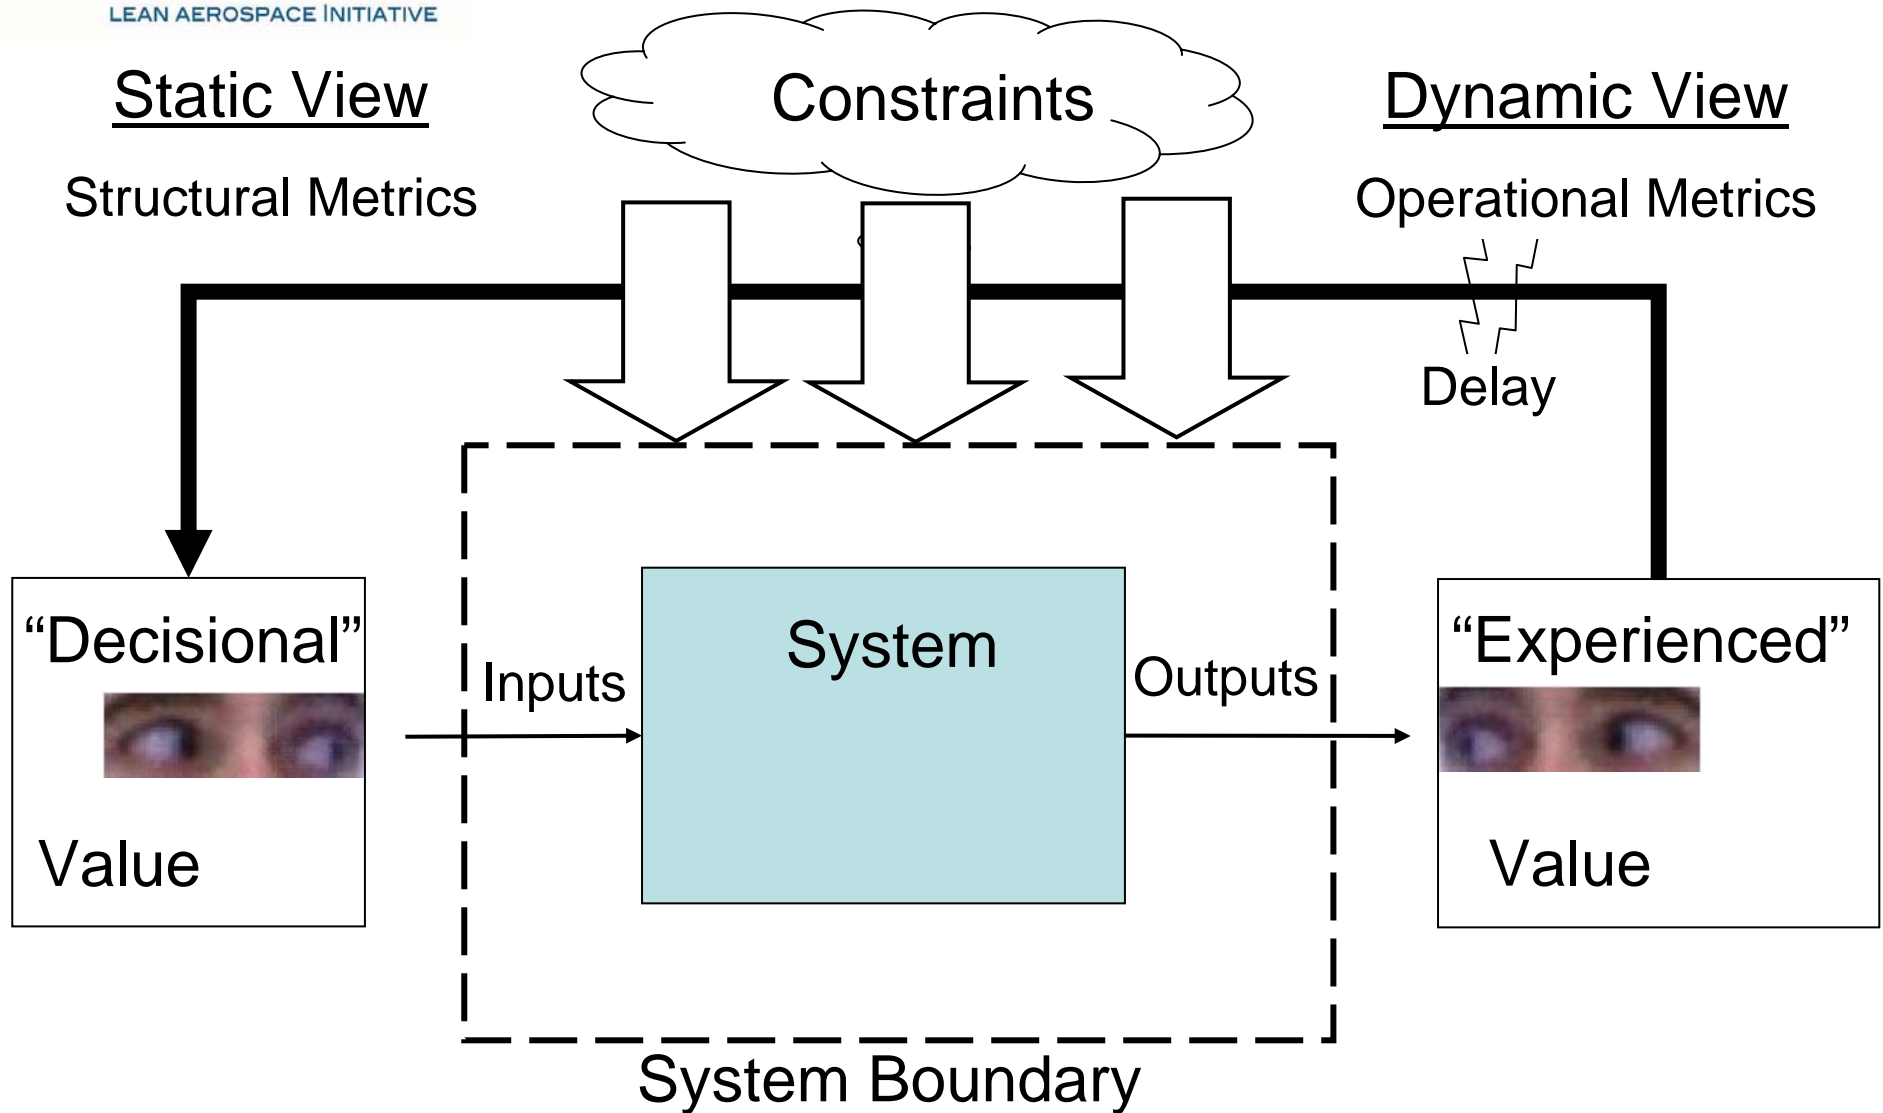 LEAN AEROSPACE INITIATIVE
Static View
Constraints
Dynamic View
Structural Metrics
Operational Metrics
Delay
“Decisional”
Value
Inputs
System
Outputs
“Experienced”
Value
System Boundary